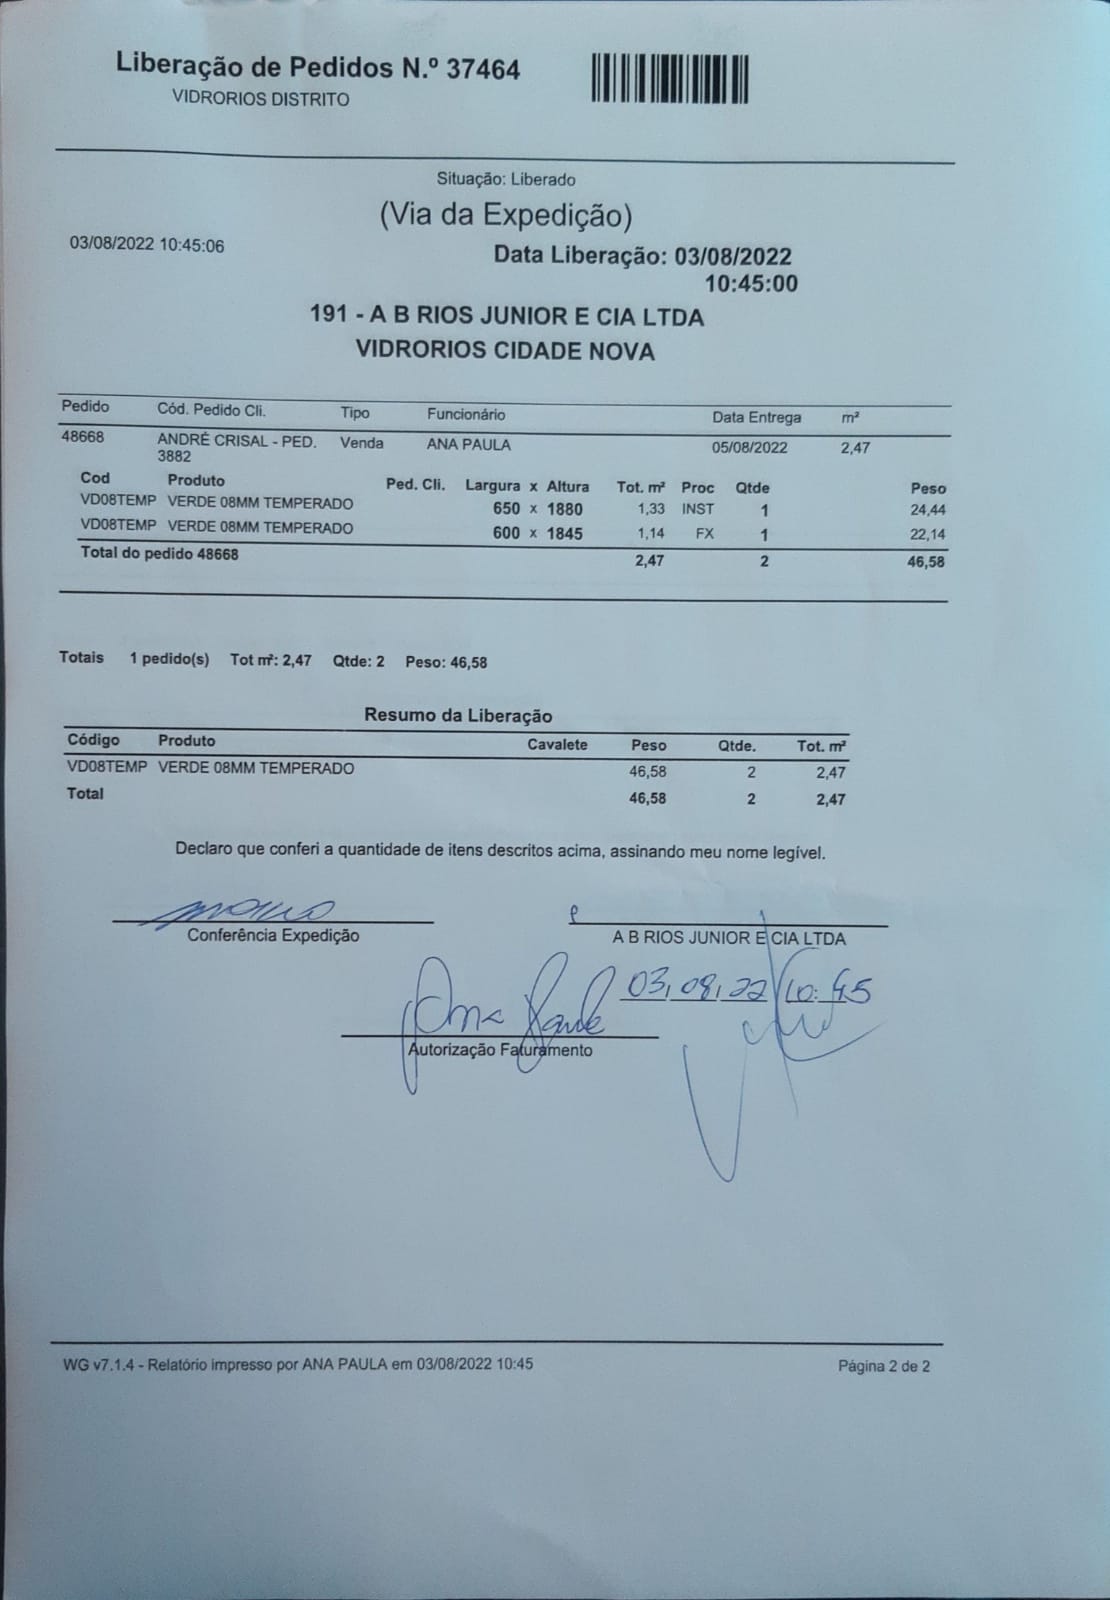 Liberação de Pedidos N.º 37464
VIDRORIOS DISTRITO
Situação: Liberado
(Via da Expedição)
03/08/2022 10:45:06
Data Liberação: 03/08/2022
10:45:00
191 - A B RIOS JUNIOR E CIA LTDA
VIDRORIOS CIDADE NOVA
Pedido Cód. Pedido Cli. Tipo Funcionário Data Entrega m²
48668 ANDRÉ CRISAL - PED. Venda ANA PAULA 05/08/2022 2,47
3882
Cod Produto Ped. Cli. Largura x Altura Tot. m² Proc Qtde Peso
VD08TEMP VERDE 08MM TEMPERADO 650 x 1880 1,33 INST 1 24,44
VD08TEMP VERDE 08MM TEMPERADO 600 x 1845 1,14 FX 1 22,14
Total do pedido 48668 2,47 2 46,58
Totais 1 pedido(s) Tot m²: 2,47 Qtde: 2 Peso: 46,58
Resumo da Liberação
Código Produto Cavalete Peso Qtde. Tot. m²
VD08TEMP VERDE 08MM TEMPERADO 46,58 2 2,47
Total 46,58 2 2,47
Declaro que conferi a quantidade de itens descritos acima, assinando meu nome legível.
Conferência Expedição
A B RIOS JUNIOR E CIA LTDA
03, 08, 22 10:45
Ana Paula
Autorização Faturamento
WG v7.1.4 - Relatório impresso por ANA PAULA em 03/08/2022 10:45 Página 2 de 2